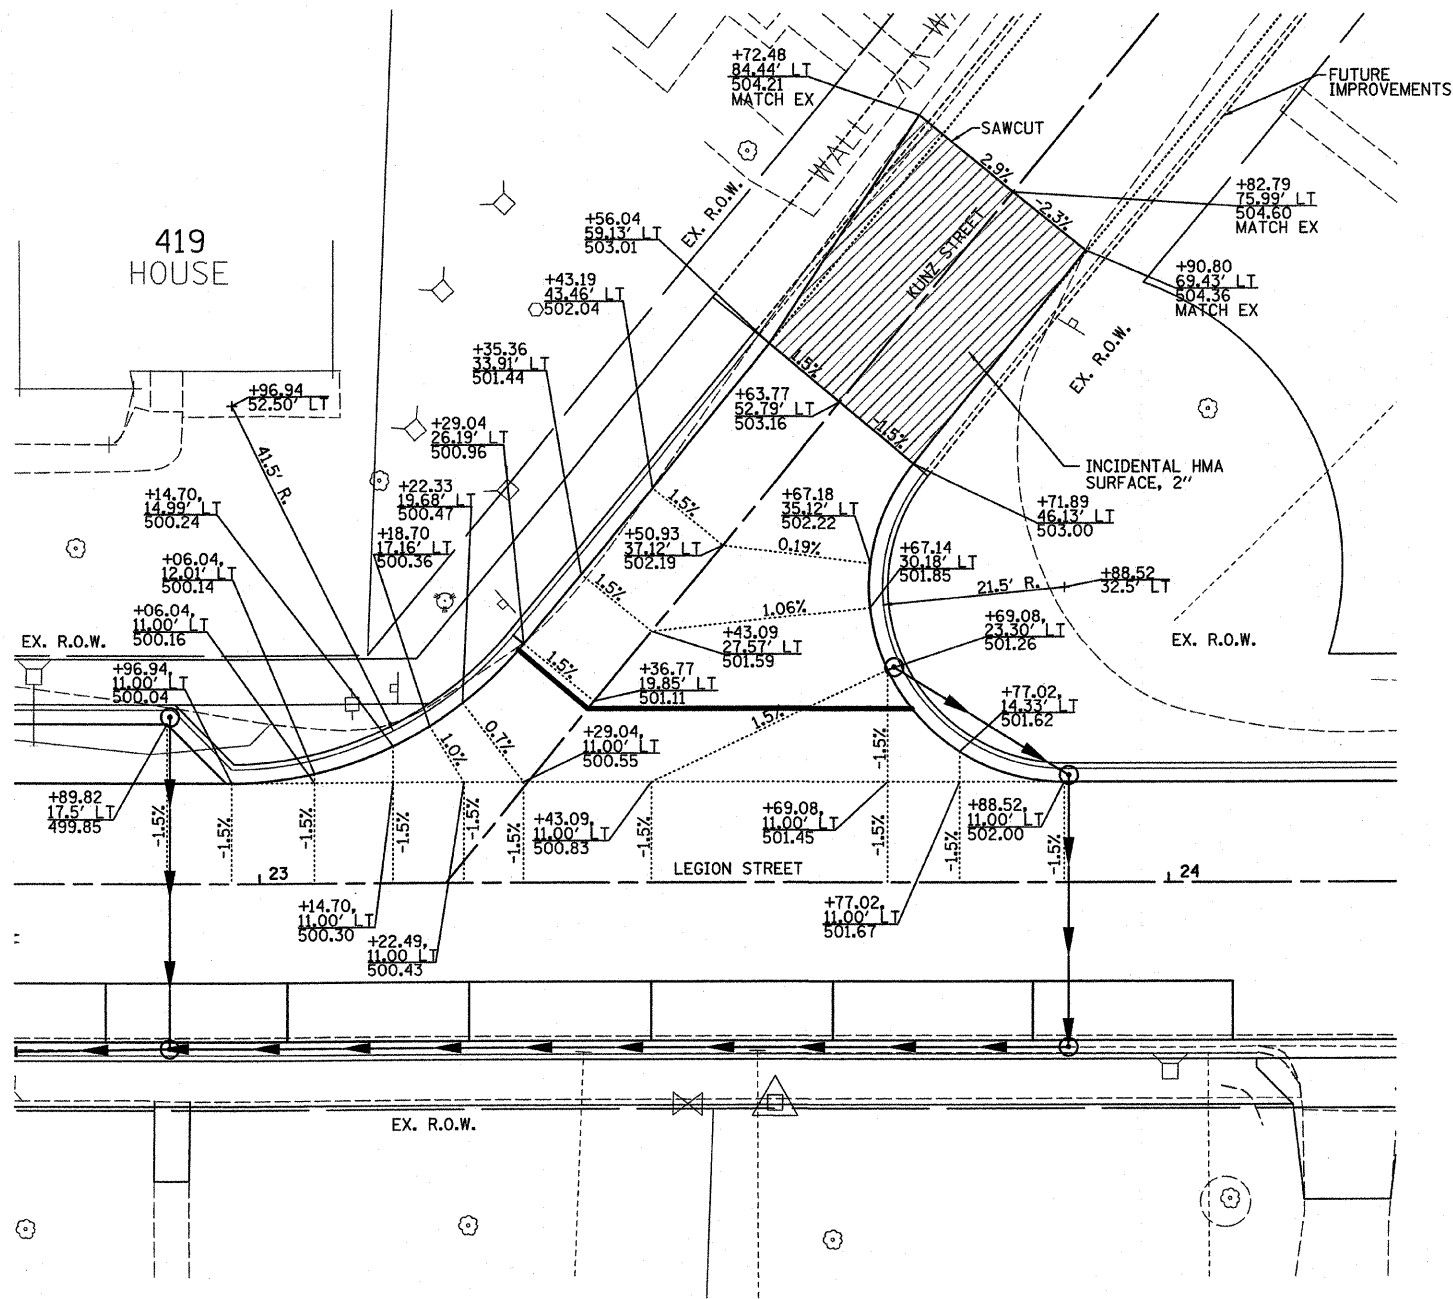 +72.48
84.44' LT
504.21
MATCH EX
WALL
W
FUTURE
IMPROVEMENTS
SAWCUT
2.9%
-2.3%
+82.79
75.99' LT
504.60
MATCH EX
EX. R.O.W.
+56.04
59.13' LT
503.01
419
HOUSE
KUNZ STREET
+90.80
69.43' LT
504.36
MATCH EX
+43.19
43.46' LT
502.04
EX. R.O.W.
+35.36
33.91' LT
501.44
1.5%
+96.94
52.50' LT
+63.77
52.79' LT
503.16
-1.5%
+29.04
26.19' LT
500.96
41.5' R.
INCIDENTAL HMA
SURFACE, 2"
+14.70,
14.99' LT
500.24
+22.33
19.68' LT
500.47
1.5%
+67.18
35.12' LT
502.22
+71.89
46.13' LT
503.00
+18.70
17.16' LT
500.36
+50.93
37.12' LT
502.19
0.19%
+67.14
30.18' LT
501.85
+06.04,
12.01' LT
500.14
1.5%
21.5' R.
+88.52
32.5' LT
1.06%
+06.04,
11.00' LT
500.16
+69.08,
23.30' LT
501.26
EX. R.O.W.
+43.09
27.57' LT
501.59
EX. R.O.W.
1.5%
+96.94,
11.00' LT
500.04
+36.77
19.85' LT
501.11
+77.02,
14.33' LT
501.62
1.5%
0.7%
1.0%
+29.04,
11.00' LT
500.55
-1.5%
+89.82
17.5' LT
499.85
-1.5%
-1.5%
-1.5%
-1.5%
-1.5%
-1.5%
+43.09,
11.00' LT
500.83
-1.5%
+69.08,
11.00' LT
501.45
-1.5%
-1.5%
+88.52,
11.00' LT
502.00
-1.5%
LEGION STREET
23
24
+14.70,
11.00' LT
500.30
+22.49,
11.00 LT
500.43
+77.02,
11.00' LT
501.67
EX. R.O.W.